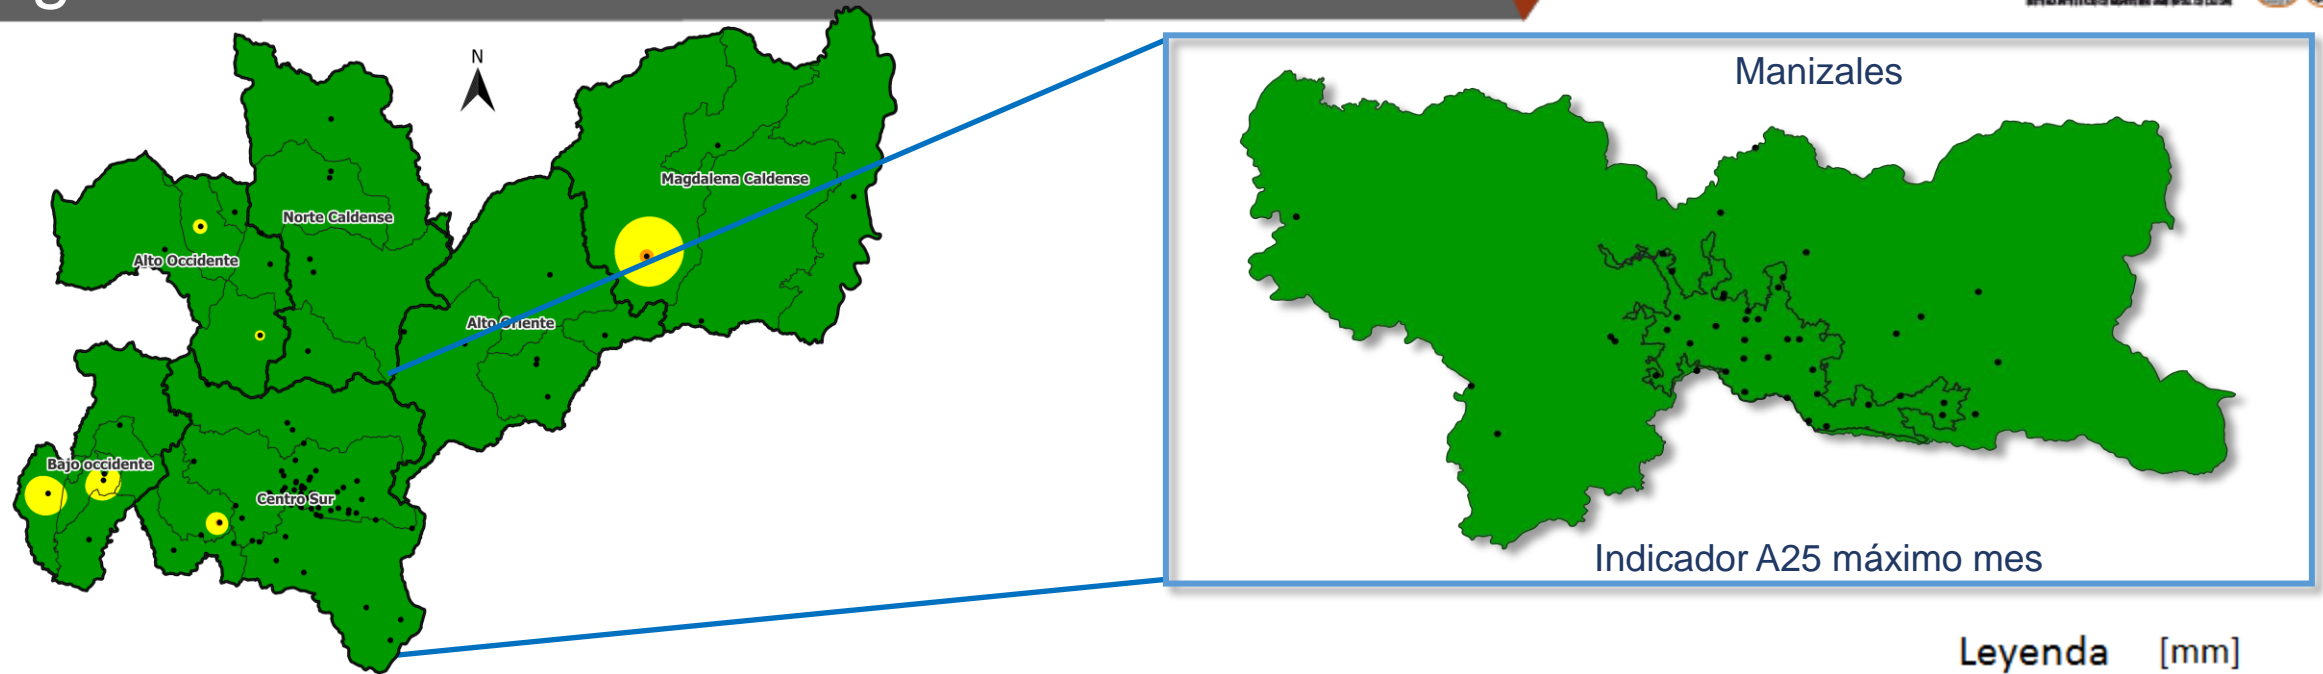 g
N
Manizales
Magdalena Caldense
Norte Caldense
Alto Occidente
Alto Oriente
Bajo occidente
Centro Sur
Indicador A25 máximo mes
Leyenda [mm]